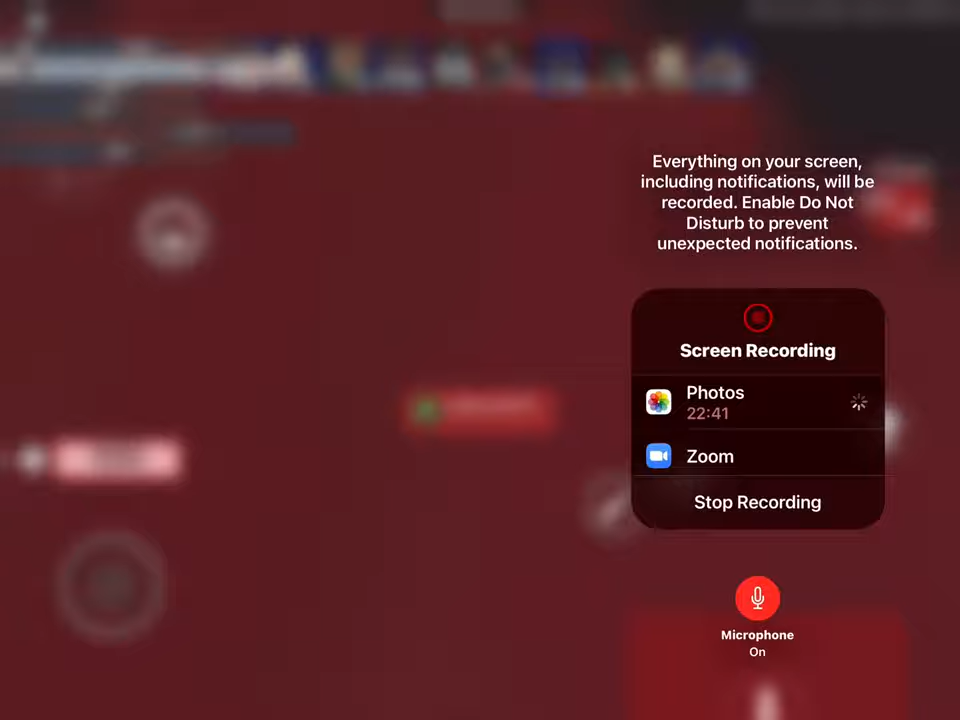 Everything on your screen,
including notifications, will be
recorded. Enable Do Not
Disturb to prevent
unexpected notifications.
Screen Recording
Photos
22:41
Zoom
Stop Recording
Microphone
On